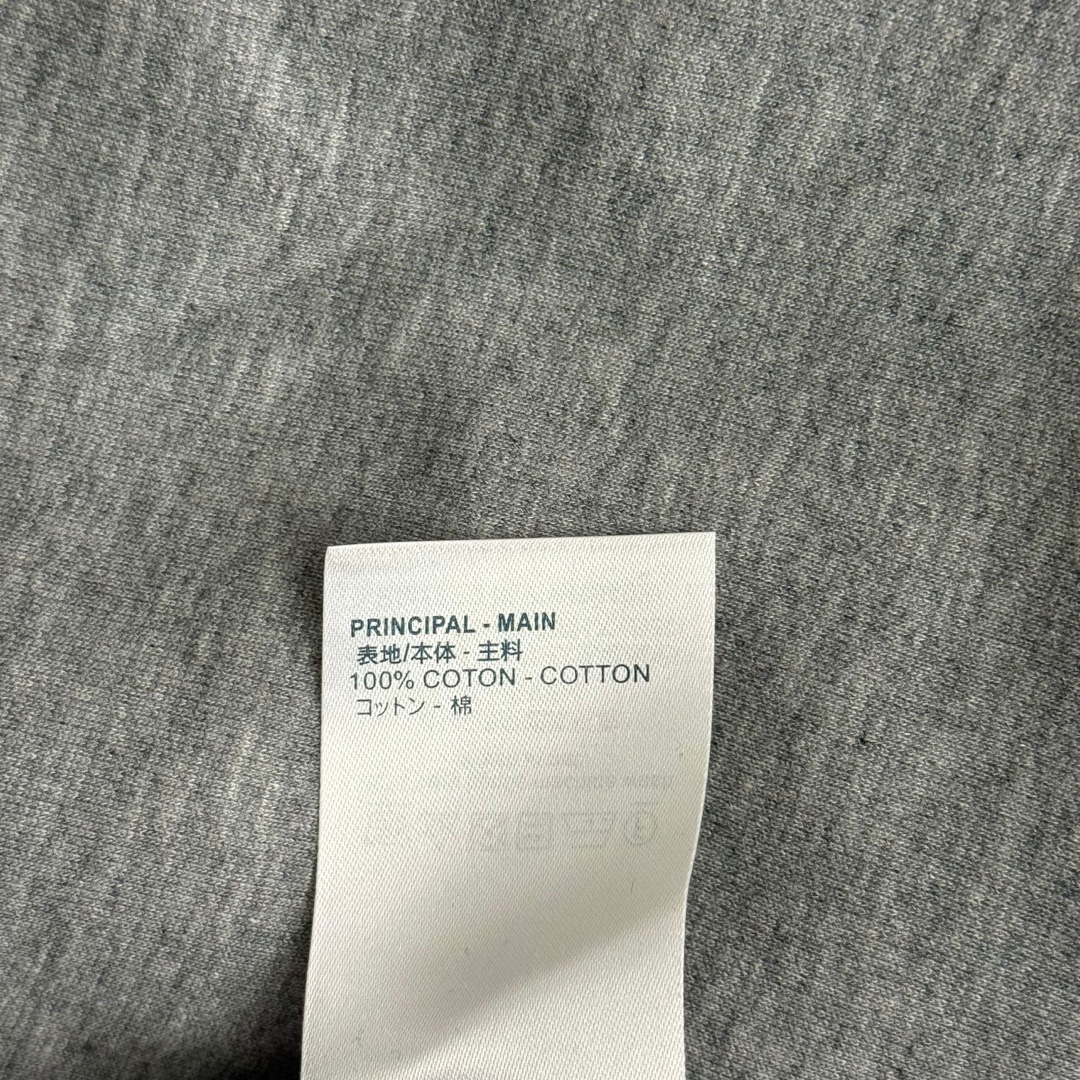 PRINCIPAL - MAIN
表地/本体 - 主料
100% COTON - COTTON
コットン - 棉